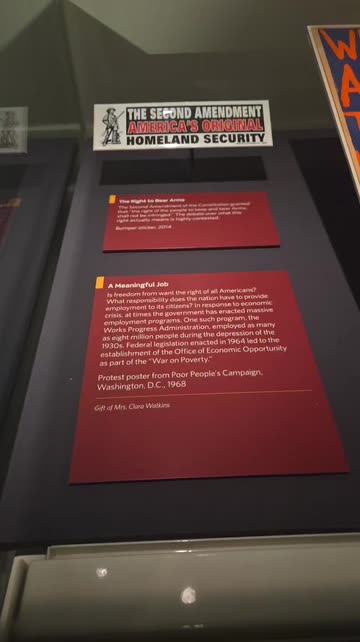 THE SECOND AMENDMENT
AMERICA'S ORIGINAL
HOMELAND SECURITY
The Right to Bear Arms
The Second Amendment of the Constitution granted
that "the right of the people to keep and bear Arms,
shall not be infringed." The debate over what this
right actually means is highly contested.
Bumper sticker, 2014
A Meaningful Job
Is freedom from want the right of all Americans?
What responsibility does the nation have to provide
employment to its citizens? In response to economic
crisis, at times the government has enacted massive
employment programs. One such program, the
Works Progress Administration, employed as many
as eight million people during the depression of the
1930s. Federal legislation enacted in 1964 led to the
establishment of the Office of Economic Opportunity
as part of the "War on Poverty."
Protest poster from Poor People's Campaign,
Washington, D.C., 1968
Gift of Mrs. Clara Watkins